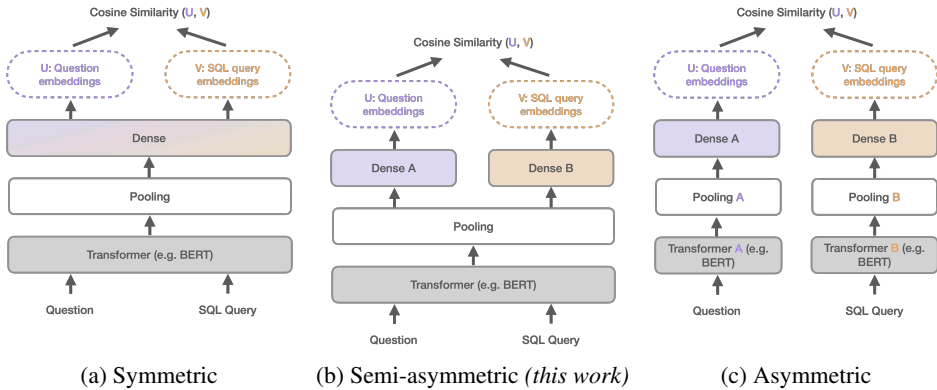 Cosine Similarity (U, V)
U: Question
embeddings
V: SQL query
embeddings
Dense
Pooling
Transformer (e.g. BERT)
Question
SQL Query
(a) Symmetric
Cosine Similarity (U, V)
U: Question
embeddings
V: SQL query
embeddings
Dense A
Dense B
Pooling
Transformer (e.g. BERT)
Question
SQL Query
(b) Semi-asymmetric (this work)
Cosine Similarity (U, V)
U: Question
embeddings
V: SQL query
embeddings
Dense A
Dense B
Pooling A
Pooling B
Transformer A (e.g.
BERT)
Transformer B (e.g.
BERT)
Question
SQL Query
(c) Asymmetric